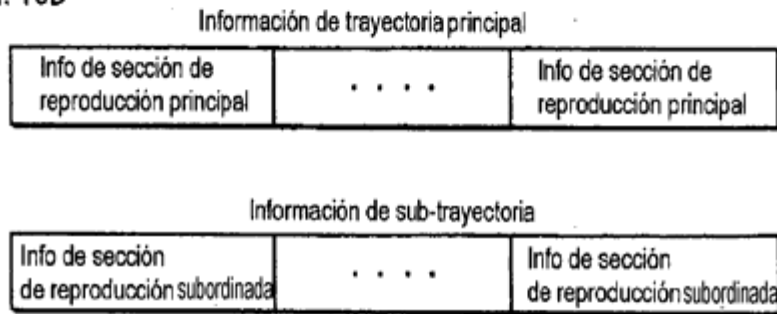 Información de trayectoria principal
Info de sección de
reproducción principal
. . . .
Info de sección de
reproducción principal
Información de sub-trayectoria
Info de sección
de reproducción subordinada
. . . .
Info de sección
de reproducción subordinada